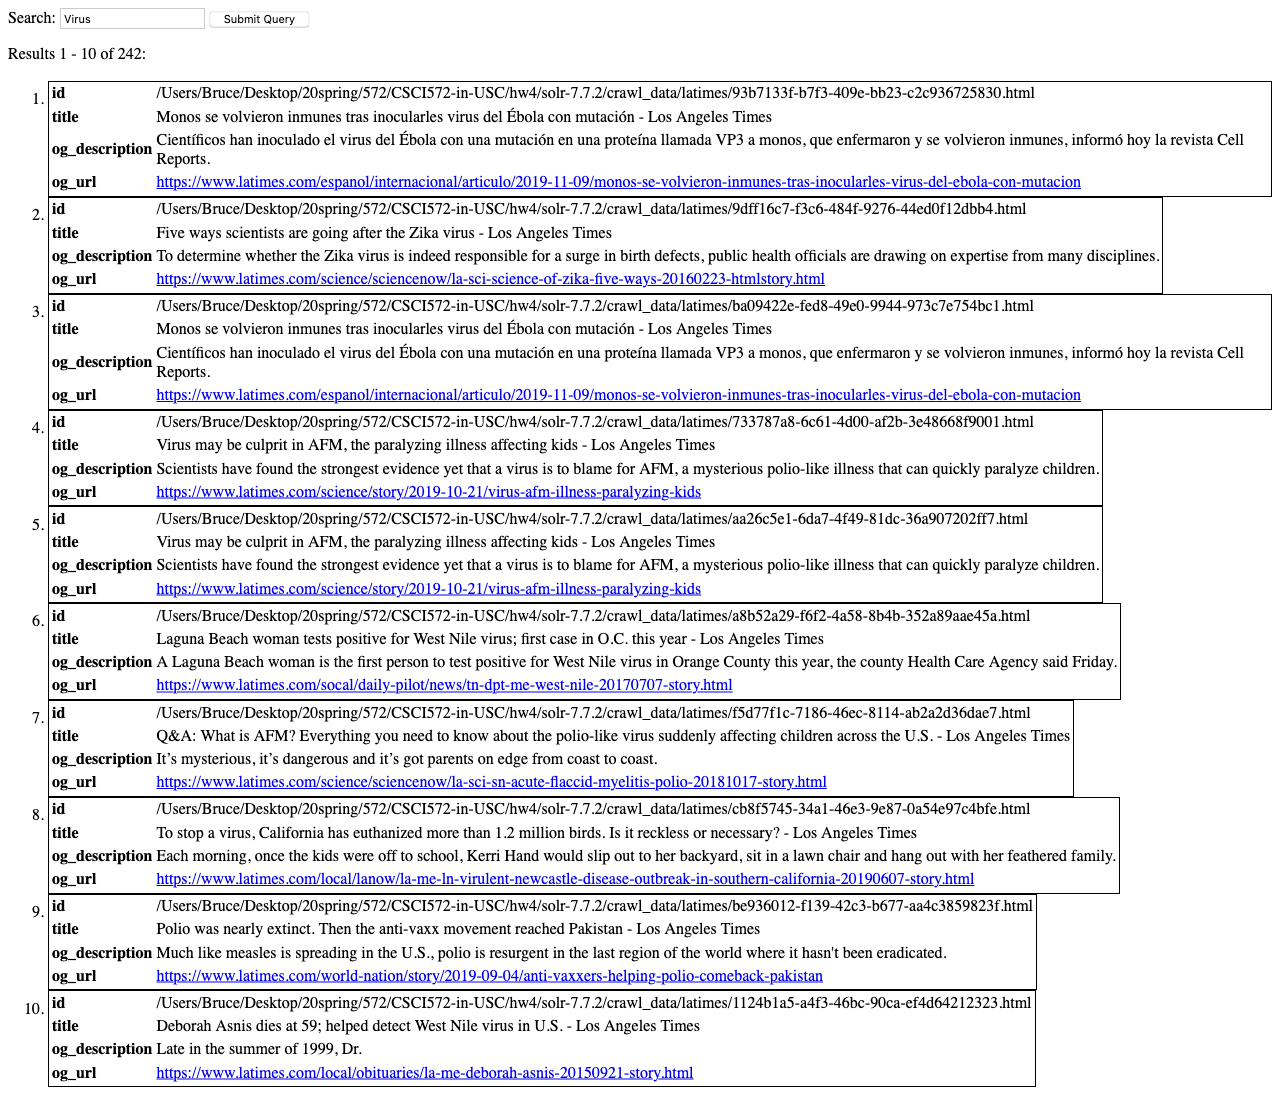 Search: Virus Submit Query
Results 1 - 10 of 242:
1. id /Users/Bruce/Desktop/20spring/572/CSCI572-in-USC/hw4/solr-7.7.2/crawl_data/latimes/93b7133f-b7f3-409e-bb23-c2c936725830.html
title Monos se volvieron inmunes tras inocularles virus del Ébola con mutación - Los Angeles Times
og_description Científicos han inoculado el virus del Ébola con una mutación en una proteína llamada VP3 a monos, que enfermaron y se volvieron inmunes, informó hoy la revista Cell
Reports.
og_url https://www.latimes.com/espanol/internacional/articulo/2019-11-09/monos-se-volvieron-inmunes-tras-inocularles-virus-del-ebola-con-mutacion
2. id /Users/Bruce/Desktop/20spring/572/CSCI572-in-USC/hw4/solr-7.7.2/crawl_data/latimes/9dff16c7-f3c6-484f-9276-44ed0f12dbb4.html
title Five ways scientists are going after the Zika virus - Los Angeles Times
og_description To determine whether the Zika virus is indeed responsible for a surge in birth defects, public health officials are drawing on expertise from many disciplines.
og_url https://www.latimes.com/science/sciencenow/la-sci-science-of-zika-five-ways-20160223-htmlstory.html
3. id /Users/Bruce/Desktop/20spring/572/CSCI572-in-USC/hw4/solr-7.7.2/crawl_data/latimes/ba09422e-fed8-49e0-9944-973c7e754bc1.html
title Monos se volvieron inmunes tras inocularles virus del Ébola con mutación - Los Angeles Times
og_description Científicos han inoculado el virus del Ébola con una mutación en una proteína llamada VP3 a monos, que enfermaron y se volvieron inmunes, informó hoy la revista Cell
Reports.
og_url https://www.latimes.com/espanol/internacional/articulo/2019-11-09/monos-se-volvieron-inmunes-tras-inocularles-virus-del-ebola-con-mutacion
4. id /Users/Bruce/Desktop/20spring/572/CSCI572-in-USC/hw4/solr-7.7.2/crawl_data/latimes/733787a8-6c61-4d00-af2b-3e48668f9001.html
title Virus may be culprit in AFM, the paralyzing illness affecting kids - Los Angeles Times
og_description Scientists have found the strongest evidence yet that a virus is to blame for AFM, a mysterious polio-like illness that can quickly paralyze children.
og_url https://www.latimes.com/science/story/2019-10-21/virus-afm-illness-paralyzing-kids
5. id /Users/Bruce/Desktop/20spring/572/CSCI572-in-USC/hw4/solr-7.7.2/crawl_data/latimes/aa26c5e1-6da7-4f49-81dc-36a907202ff7.html
title Virus may be culprit in AFM, the paralyzing illness affecting kids - Los Angeles Times
og_description Scientists have found the strongest evidence yet that a virus is to blame for AFM, a mysterious polio-like illness that can quickly paralyze children.
og_url https://www.latimes.com/science/story/2019-10-21/virus-afm-illness-paralyzing-kids
6. id /Users/Bruce/Desktop/20spring/572/CSCI572-in-USC/hw4/solr-7.7.2/crawl_data/latimes/a8b52a29-f6f2-4a58-8b4b-352a89aae45a.html
title Laguna Beach woman tests positive for West Nile virus; first case in O.C. this year - Los Angeles Times
og_description A Laguna Beach woman is the first person to test positive for West Nile virus in Orange County this year, the county Health Care Agency said Friday.
og_url https://www.latimes.com/socal/daily-pilot/news/tn-dpt-me-west-nile-20170707-story.html
7. id /Users/Bruce/Desktop/20spring/572/CSCI572-in-USC/hw4/solr-7.7.2/crawl_data/latimes/f5d77f1c-7186-46ec-8114-ab2a2d36dae7.html
title Q&A: What is AFM? Everything you need to know about the polio-like virus suddenly affecting children across the U.S. - Los Angeles Times
og_description It’s mysterious, it’s dangerous and it’s got parents on edge from coast to coast.
og_url https://www.latimes.com/science/sciencenow/la-sci-sn-acute-flaccid-myelitis-polio-20181017-story.html
8. id /Users/Bruce/Desktop/20spring/572/CSCI572-in-USC/hw4/solr-7.7.2/crawl_data/latimes/cb8f5745-34a1-46e3-9e87-0a54e97c4bfe.html
title To stop a virus, California has euthanized more than 1.2 million birds. Is it reckless or necessary? - Los Angeles Times
og_description Each morning, once the kids were off to school, Kerri Hand would slip out to her backyard, sit in a lawn chair and hang out with her feathered family.
og_url https://www.latimes.com/local/lanow/la-me-ln-virulent-newcastle-disease-outbreak-in-southern-california-20190607-story.html
9. id /Users/Bruce/Desktop/20spring/572/CSCI572-in-USC/hw4/solr-7.7.2/crawl_data/latimes/be936012-f139-42c3-b677-aa4c3859823f.html
title Polio was nearly extinct. Then the anti-vaxx movement reached Pakistan - Los Angeles Times
og_description Much like measles is spreading in the U.S., polio is resurgent in the last region of the world where it hasn't been eradicated.
og_url https://www.latimes.com/world-nation/story/2019-09-04/anti-vaxxers-helping-polio-comeback-pakistan
10. id /Users/Bruce/Desktop/20spring/572/CSCI572-in-USC/hw4/solr-7.7.2/crawl_data/latimes/1124b1a5-a4f3-46bc-90ca-ef4d64212323.html
title Deborah Asnis dies at 59; helped detect West Nile virus in U.S. - Los Angeles Times
og_description Late in the summer of 1999, Dr.
og_url https://www.latimes.com/local/obituaries/la-me-deborah-asnis-20150921-story.html